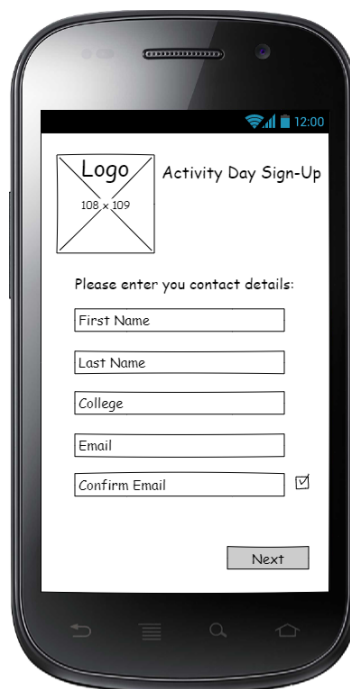 12:00
Logo
Activity Day Sign-Up
108 x 109
Please enter you contact details:
First Name
Last Name
College
Email
Confirm Email
Next